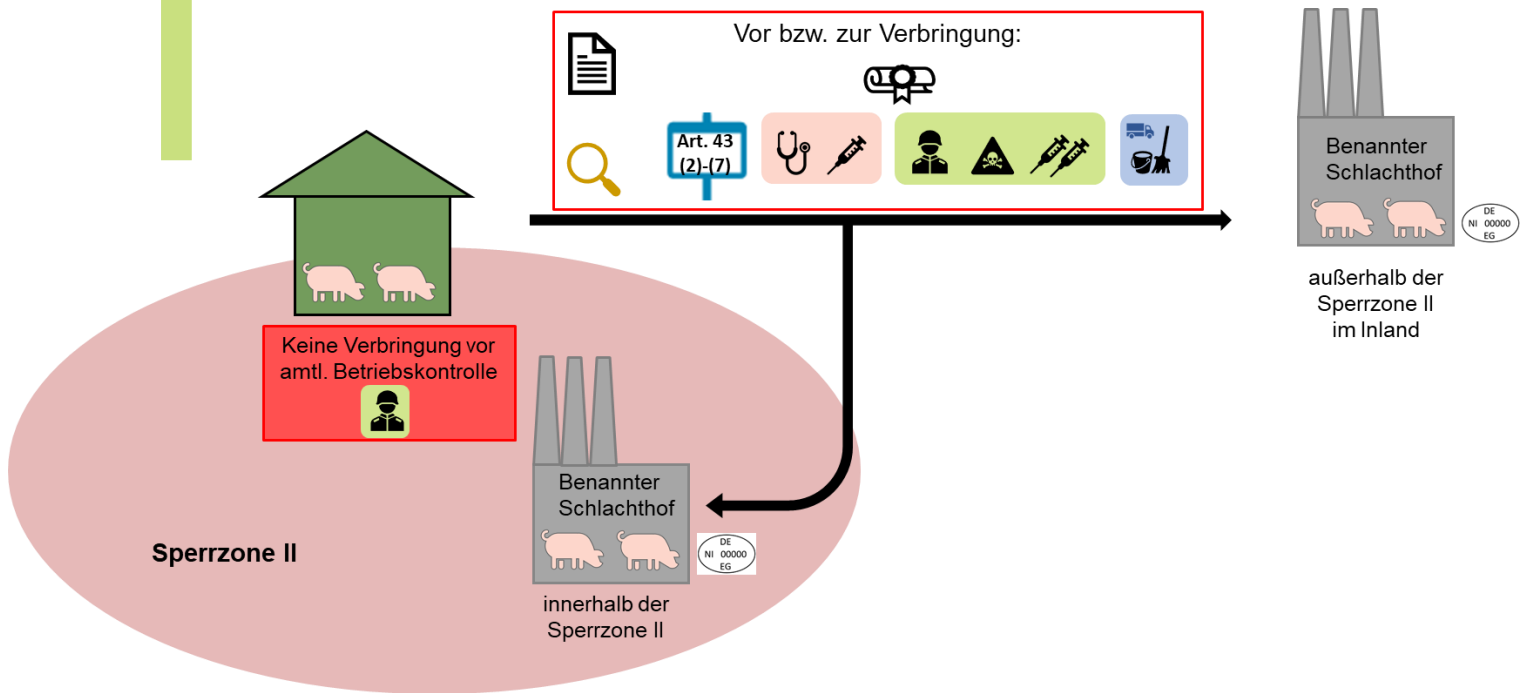 Vor bzw. zur Verbringung:
Art. 43
(2)-(7)
Benannter
Schlachthof
DE
NI 00000
EG
außerhalb der
Sperrzone II
im Inland
Keine Verbringung vor
amtl. Betriebskontrolle
Benannter
Schlachthof
DE
NI 00000
EG
innerhalb der
Sperrzone II
Sperrzone II